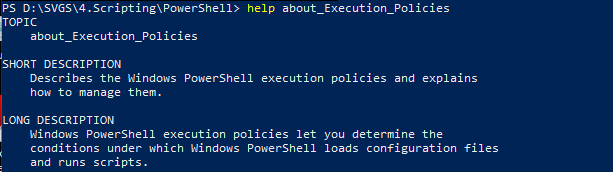 PS D:\SVGS\4.Scripting\PowerShell> help about_Execution_Policies
TOPIC
about_Execution_Policies
SHORT DESCRIPTION
Describes the Windows PowerShell execution policies and explains
how to manage them.
LONG DESCRIPTION
Windows PowerShell execution policies let you determine the
conditions under which Windows PowerShell loads configuration files
and runs scripts.